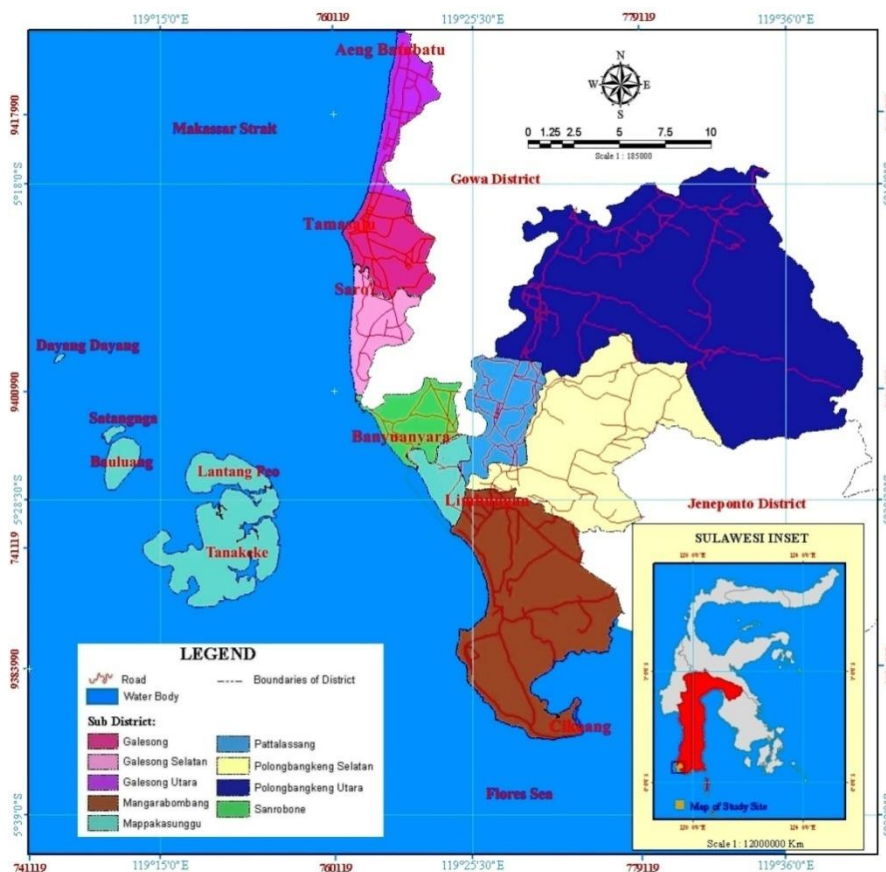 119°15'0"E
760119
119°25'30"E
779119
119°36'0"E
Aeng Batu batu
Makassar Strait
N
W E
S
0 1.25 2.5 5 7.5 10
Scale 1 : 185000
9417990
5°18'0"S
Gowa District
Tamasaju
Dayang Dayang
9400990
Satangnga
Bauluang
Lantang Peo
Banyuanyara
5°28'30"S
Jeneponto District
741119
Tanakeke
SULAWESI INSET
9383990
LEGEND
Road
Boundaries of District
Water Body
Sub District:
Galesong
Pattalassang
Galesong Selatan
Polongbangkeng Selatan
Galesong Utara
Polongbangkeng Utara
Mangarabombang
Sanrobone
Mappakasunggu
Cikoang
Flores Sea
Map of Study Site
Scale 1 : 12000000 Km
5°39'0"S
741119
119°15'0"E
760119
119°25'30"E
779119
119°36'0"E